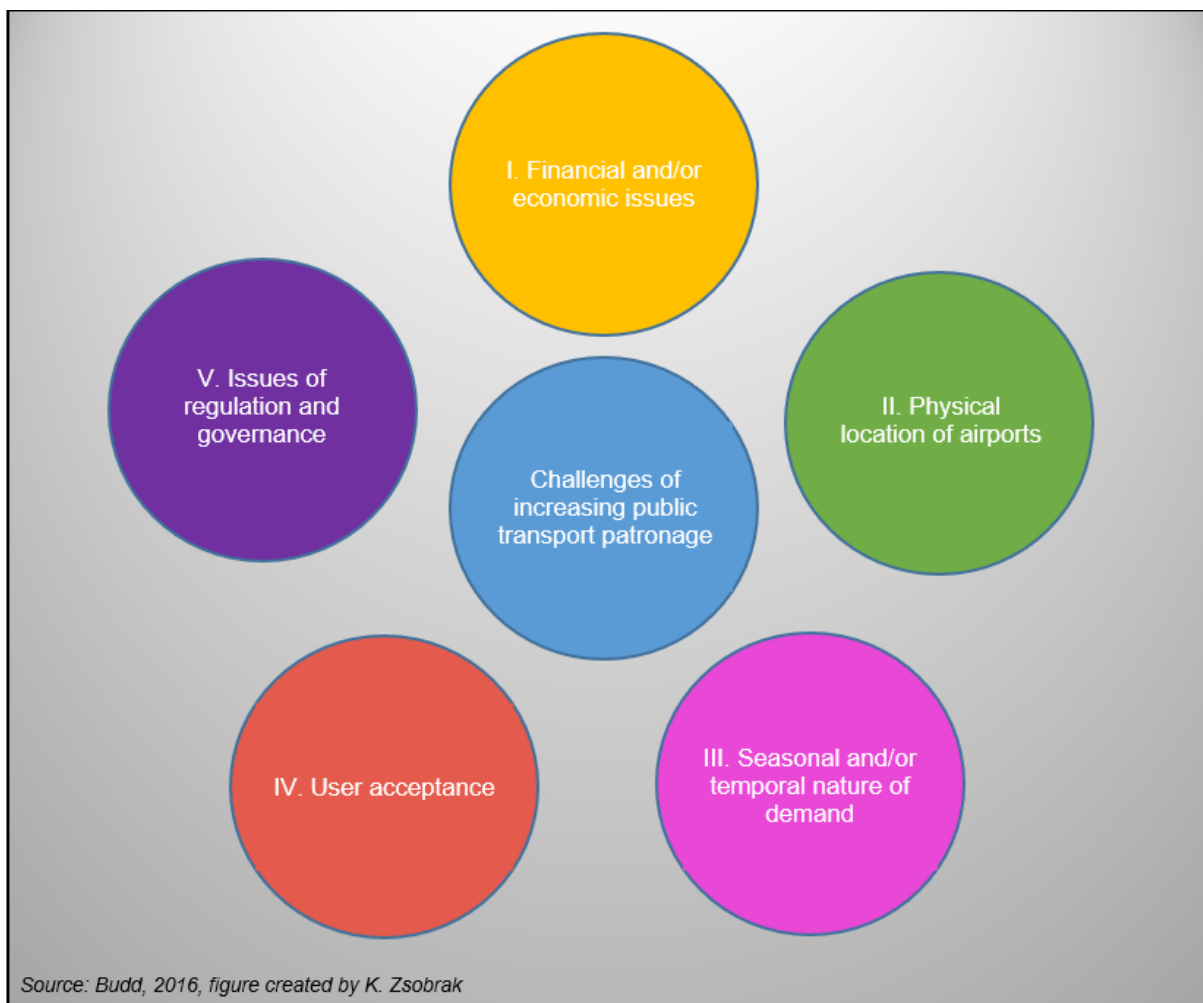 I. Financial and/or
economic issues
V. Issues of
regulation and
governance
II. Physical
location of airports
Challenges of
increasing public
transport patronage
IV. User acceptance
III. Seasonal and/or
temporal nature of
demand
Source: Budd, 2016, figure created by K. Zsobrak